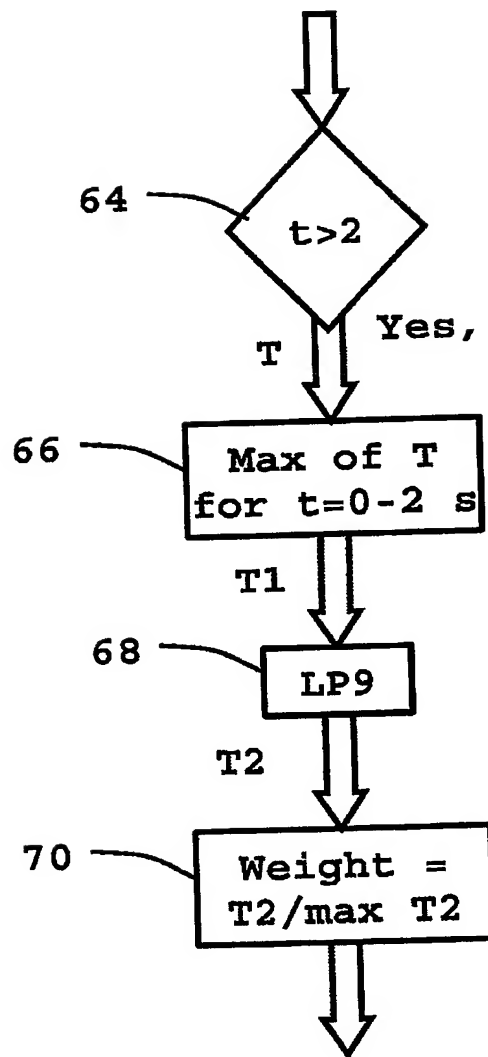 64
t>2
Yes,
T
66
Max of T
for t=0-2 s
T1
68
LP9
T2
70
Weight =
T2/max T2